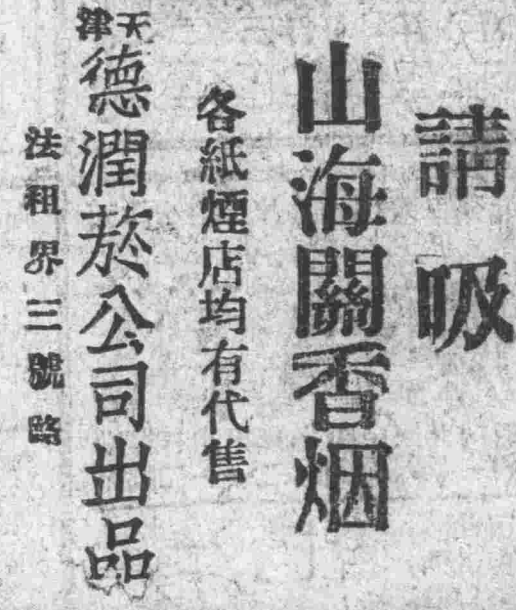 請吸
山海關香烟
各紙煙店均有代售
天津德潤菸公司出品
法租界三號路